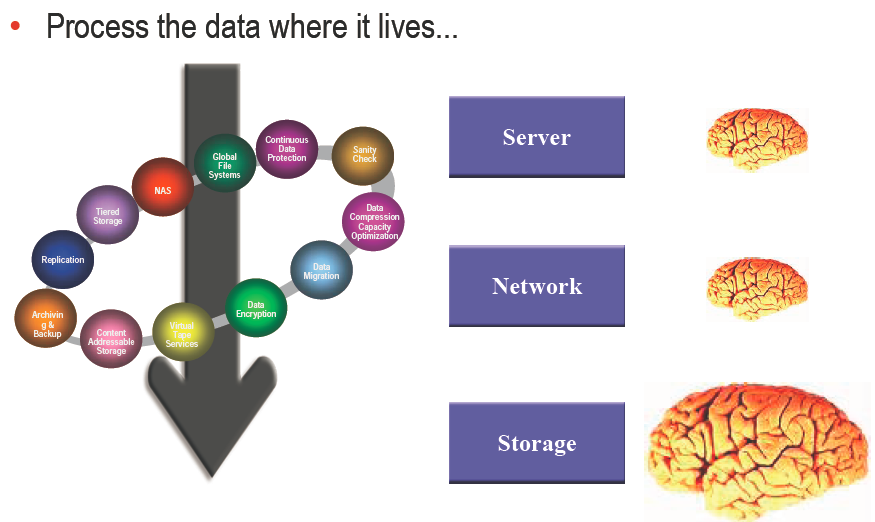 • Process the data where it lives...
Continuous
Data
Protection
Sanity
Check
Global
File
Systems
NAS
Tiered
Storage
Data
Compression
Capacity
Optimization
Replication
Data
Migration
Data
Encryption
Archivin
g &
Backup
Content
Addressable
Storage
Virtual
Tape
Services
Server
Network
Storage